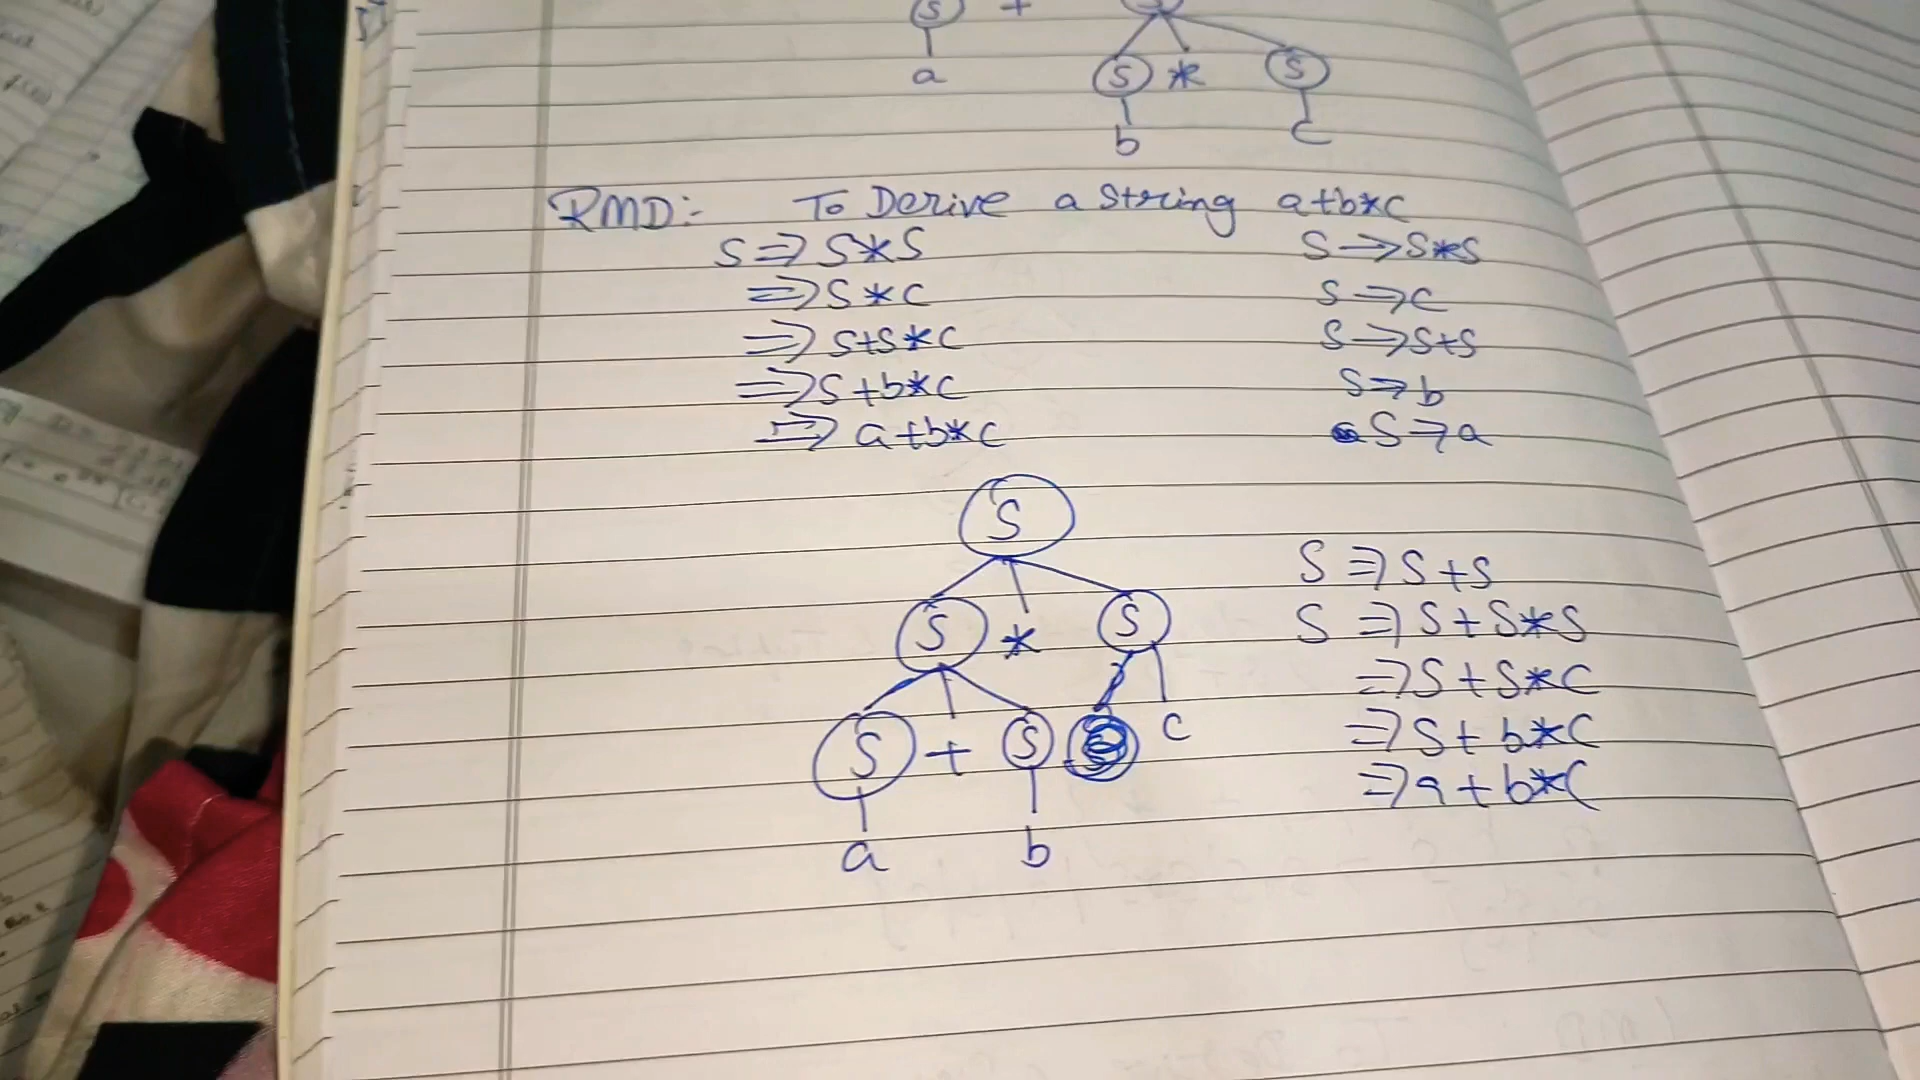 S +
a S * S
b c
RMD:- To Derive a string a+b*c
S ⇒ S*S S → S*S
⇒ S*c S → c
⇒ S+S*c S → S+S
⇒ S+b*c S → b
⇒ a+b*c S → a
S
S * S
S + S c
a b
S ⇒ S+S
S ⇒ S+S*S
⇒ S+S*C
⇒ S+b*C
⇒ a+b*C